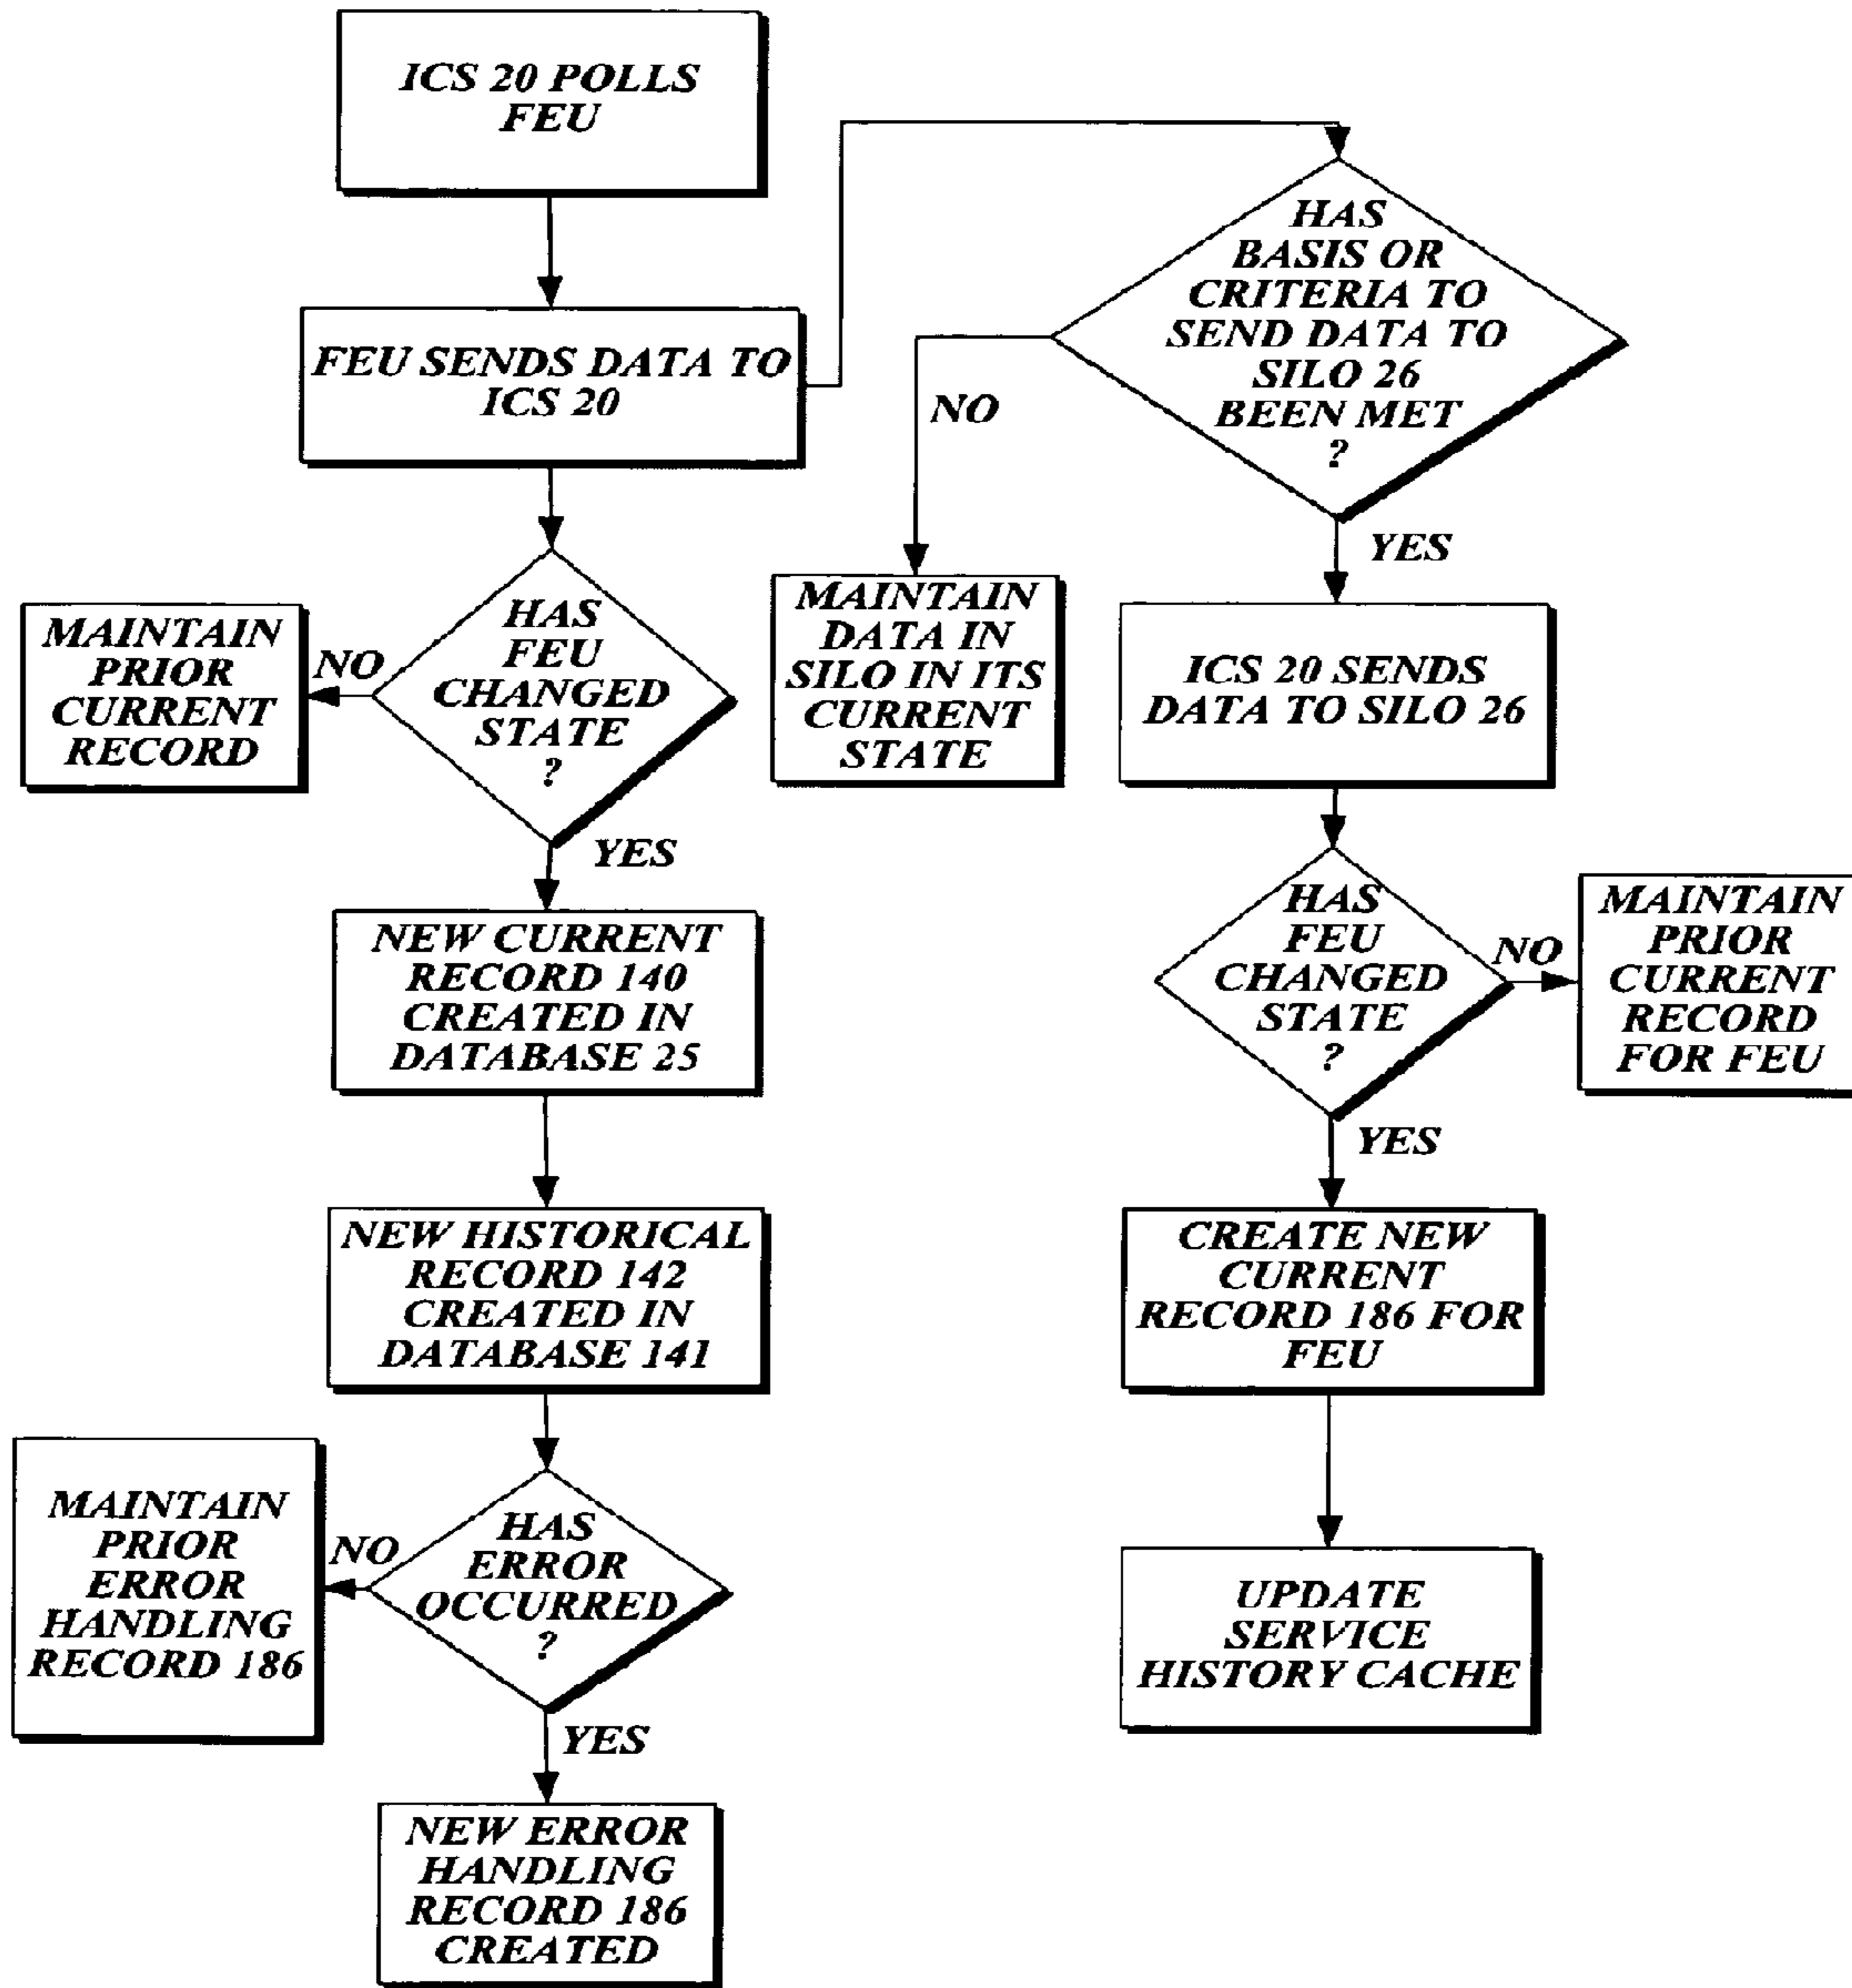 ICS 20 POLLS
FEU
FEU SENDS DATA TO
ICS 20
HAS
FEU
CHANGED
STATE
?
NO
MAINTAIN
PRIOR
CURRENT
RECORD
YES
NEW CURRENT
RECORD 140
CREATED IN
DATABASE 25
NEW HISTORICAL
RECORD 142
CREATED IN
DATABASE 141
HAS
ERROR
OCCURRED
?
NO
MAINTAIN
PRIOR
ERROR
HANDLING
RECORD 186
YES
NEW ERROR
HANDLING
RECORD 186
CREATED
HAS
BASIS OR
CRITERIA TO
SEND DATA TO
SILO 26
BEEN MET
?
NO
MAINTAIN
DATA IN
SILO IN ITS
CURRENT
STATE
YES
ICS 20 SENDS
DATA TO SILO 26
HAS
FEU
CHANGED
STATE
?
NO
MAINTAIN
PRIOR
CURRENT
RECORD
FOR FEU
YES
CREATE NEW
CURRENT
RECORD 186 FOR
FEU
UPDATE
SERVICE
HISTORY CACHE